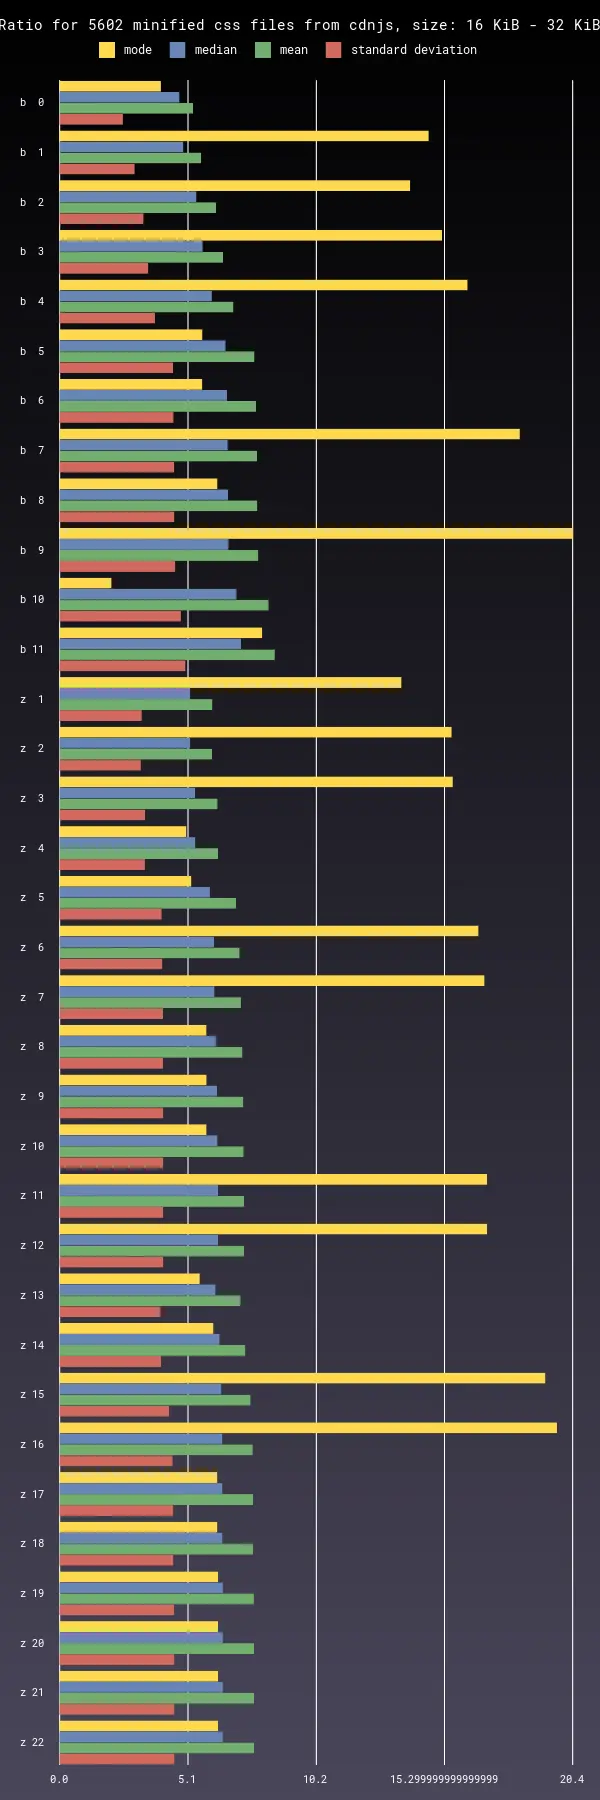 Ratio for 5602 minified css files from cdnjs, size: 16 KiB - 32 KiB
mode median mean standard deviation
b 0
b 1
b 2
b 3
b 4
b 5
b 6
b 7
b 8
b 9
b 10
b 11
z 1
z 2
z 3
z 4
z 5
z 6
z 7
z 8
z 9
z 10
z 11
z 12
z 13
z 14
z 15
z 16
z 17
z 18
z 19
z 20
z 21
z 22
0.0 5.1 10.2 15.299999999999999 20.4